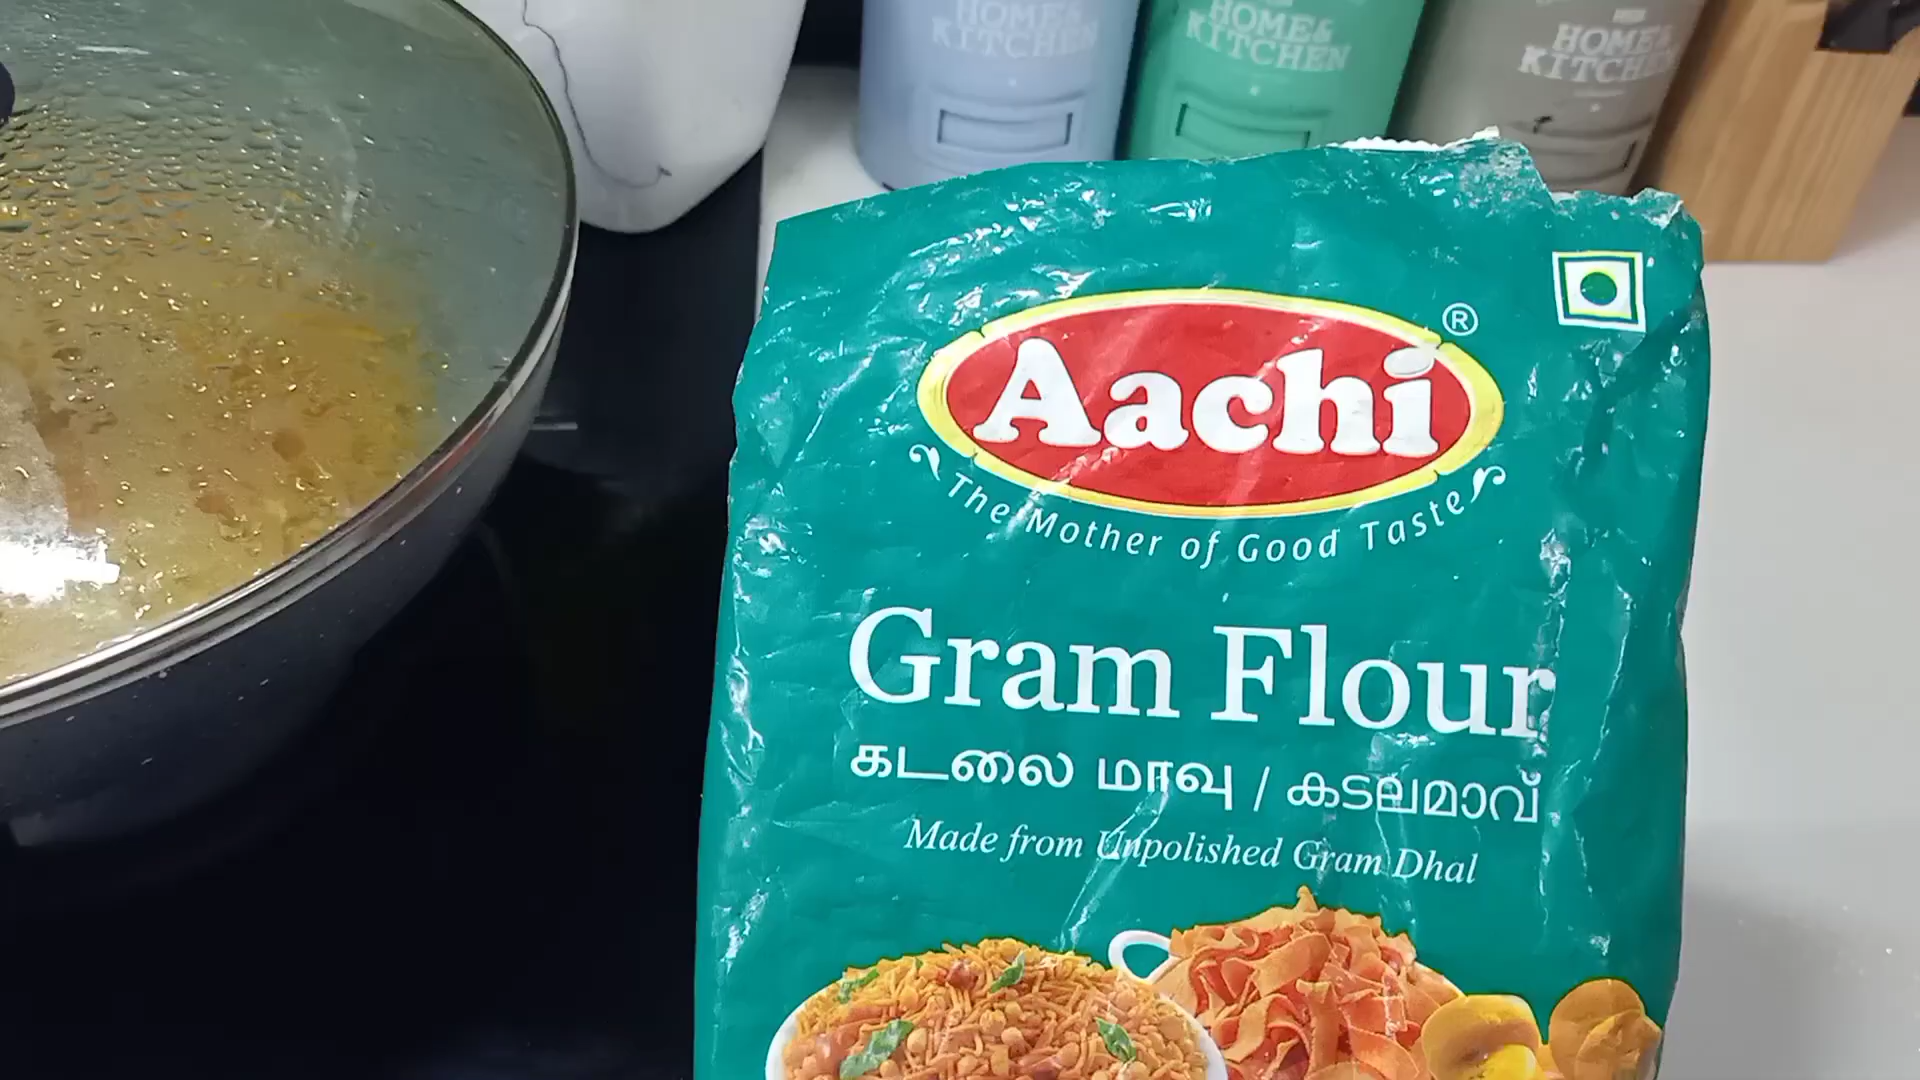 HOME &
KITCHEN
HOME &
KITCHEN
HOME &
KITCHEN
Aachi ®
The Mother of Good Taste
Gram Flour
கடலை மாவு / കടലമാവ്
Made from Unpolished Gram Dhal